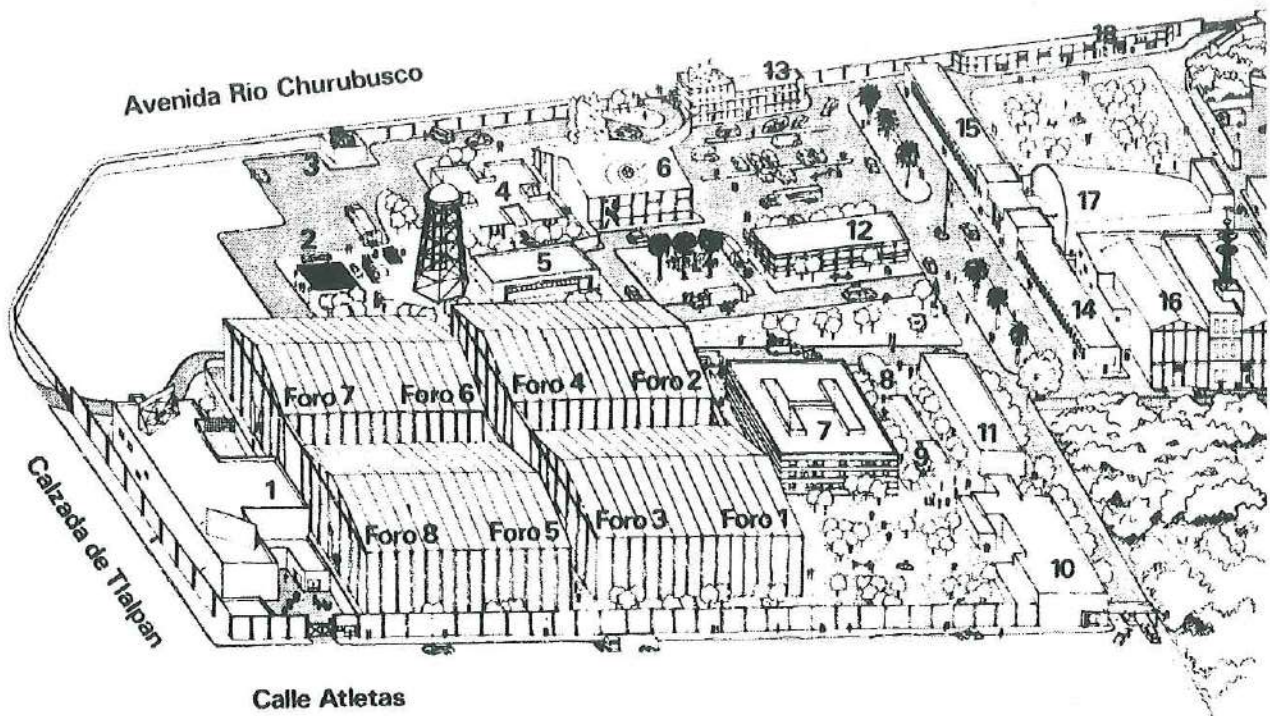 18
Avenida Rio Churubusco
13
15
3
6
4
17
2
12
5
14
16
Foro 7
Foro 6
Foro 4
Foro 2
8
7
11
9
1
Foro 8
Foro 5
Foro 3
Foro 1
10
Calzada de Tlalpan
Calle Atletas